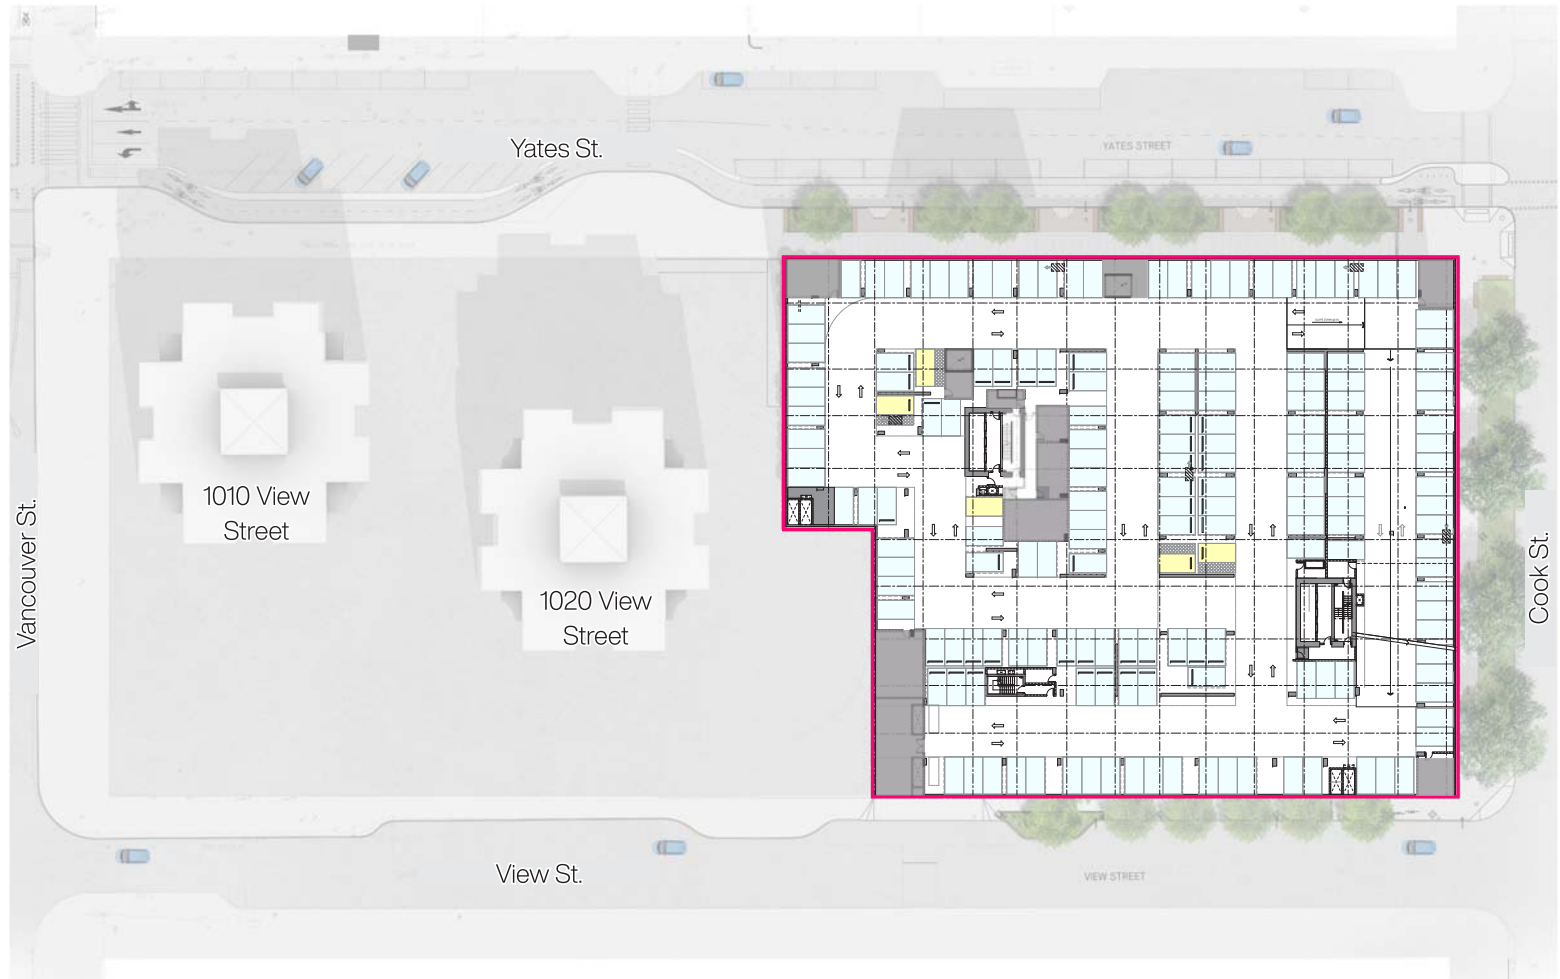 Yates St.
YATES STREET
1010 View
Street
1020 View
Street
Vancouver St.
Cook St.
View St.
VIEW STREET